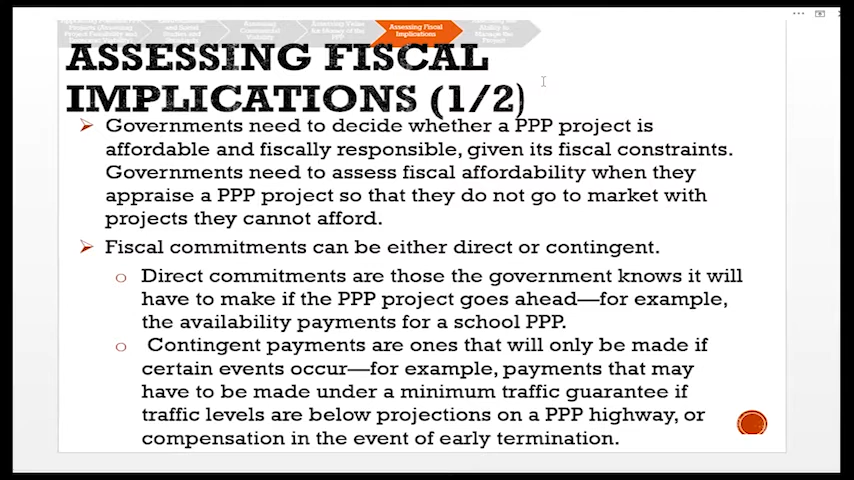 Assessing Fiscal
Implications
ASSESSING FISCAL
IMPLICATIONS (1/2)
Governments need to decide whether a PPP project is
affordable and fiscally responsible, given its fiscal constraints.
Governments need to assess fiscal affordability when they
appraise a PPP project so that they do not go to market with
projects they cannot afford.
Fiscal commitments can be either direct or contingent.
Direct commitments are those the government knows it will
have to make if the PPP project goes ahead—for example,
the availability payments for a school PPP.
Contingent payments are ones that will only be made if
certain events occur—for example, payments that may
have to be made under a minimum traffic guarantee if
traffic levels are below projections on a PPP highway, or
compensation in the event of early termination.